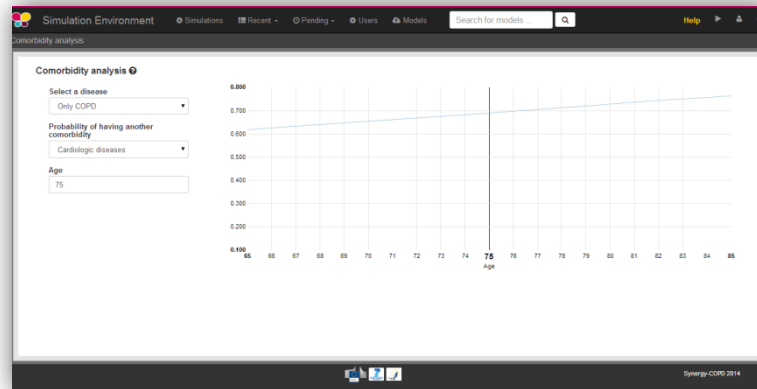 Simulation Environment Simulations Recent Pending Users Models Search for models ... Help
Comorbidity analysis
Comorbidity analysis
Select a disease
Only COPD
Probability of having another
comorbidity
Cardiologic diseases
Age
75
0.800
0.700
0.600
0.500
0.400
0.300
0.200
0.100
65 66 67 68 69 70 71 72 73 74 75 76 77 78 79 80 81 82 83 84 85
Age
Synergy-COPD 2014